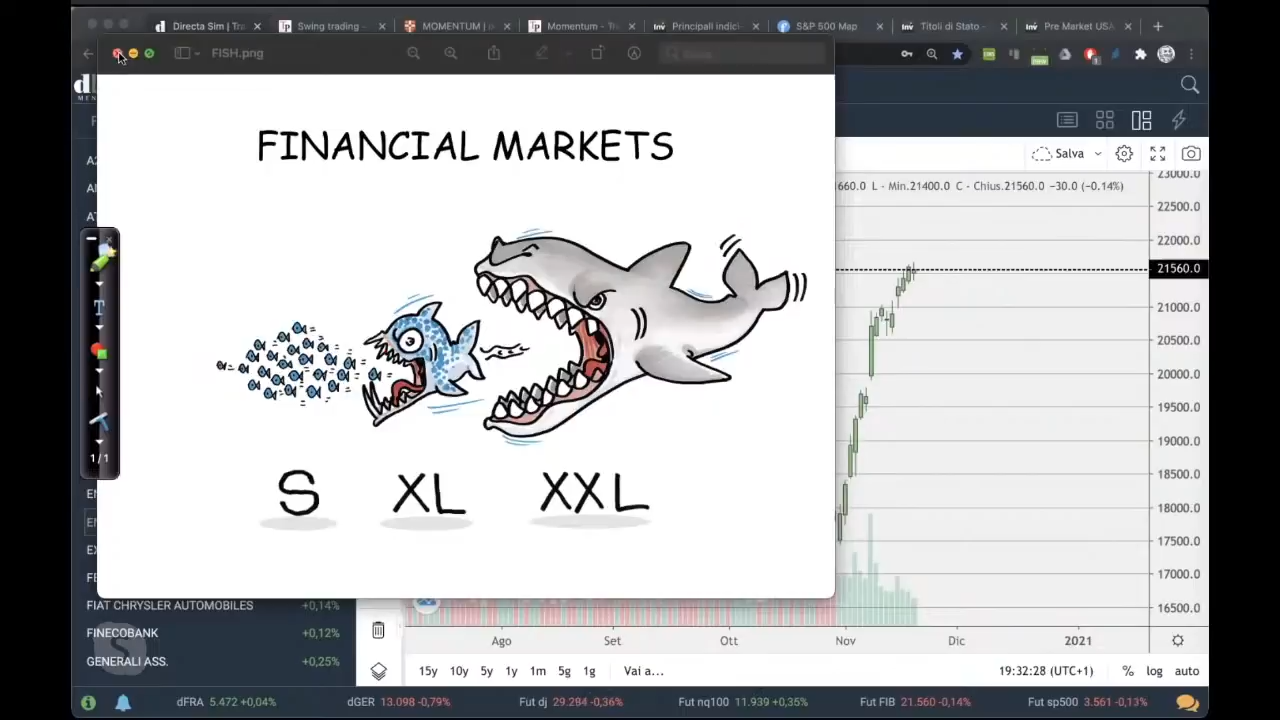 Directa Sim | Tra
Swing trading -
MOMENTUM |
Momentum - Tr
Principali indici
S&P 500 Map
Titoli di Stato -
Pre Market USA
FISH.png
new
1
FINANCIAL MARKETS
S XL XXL
Salva
660.0 L - Min.21400.0 C - Chius.21560.0 −30.0 (−0.14%)
23000.0
22500.0
22000.0
21560.0
21000.0
20500.0
20000.0
19500.0
19000.0
18500.0
18000.0
17500.0
17000.0
16500.0
T
1/1
FIAT CHRYSLER AUTOMOBILES +0,14%
FINECOBANK +0,12%
GENERALI ASS. +0,25%
Ago Set Ott Nov Dic 2021
15y 10y 5y 1y 1m 5g 1g Vai a... 19:32:28 (UTC+1) % log auto
dFRA 5.472 +0,04% dGER 13.098 -0,79% Fut dj 29.284 -0,36% Fut nq100 11.939 +0,35% Fut FIB 21.560 -0,14% Fut sp500 3.561 -0,13%